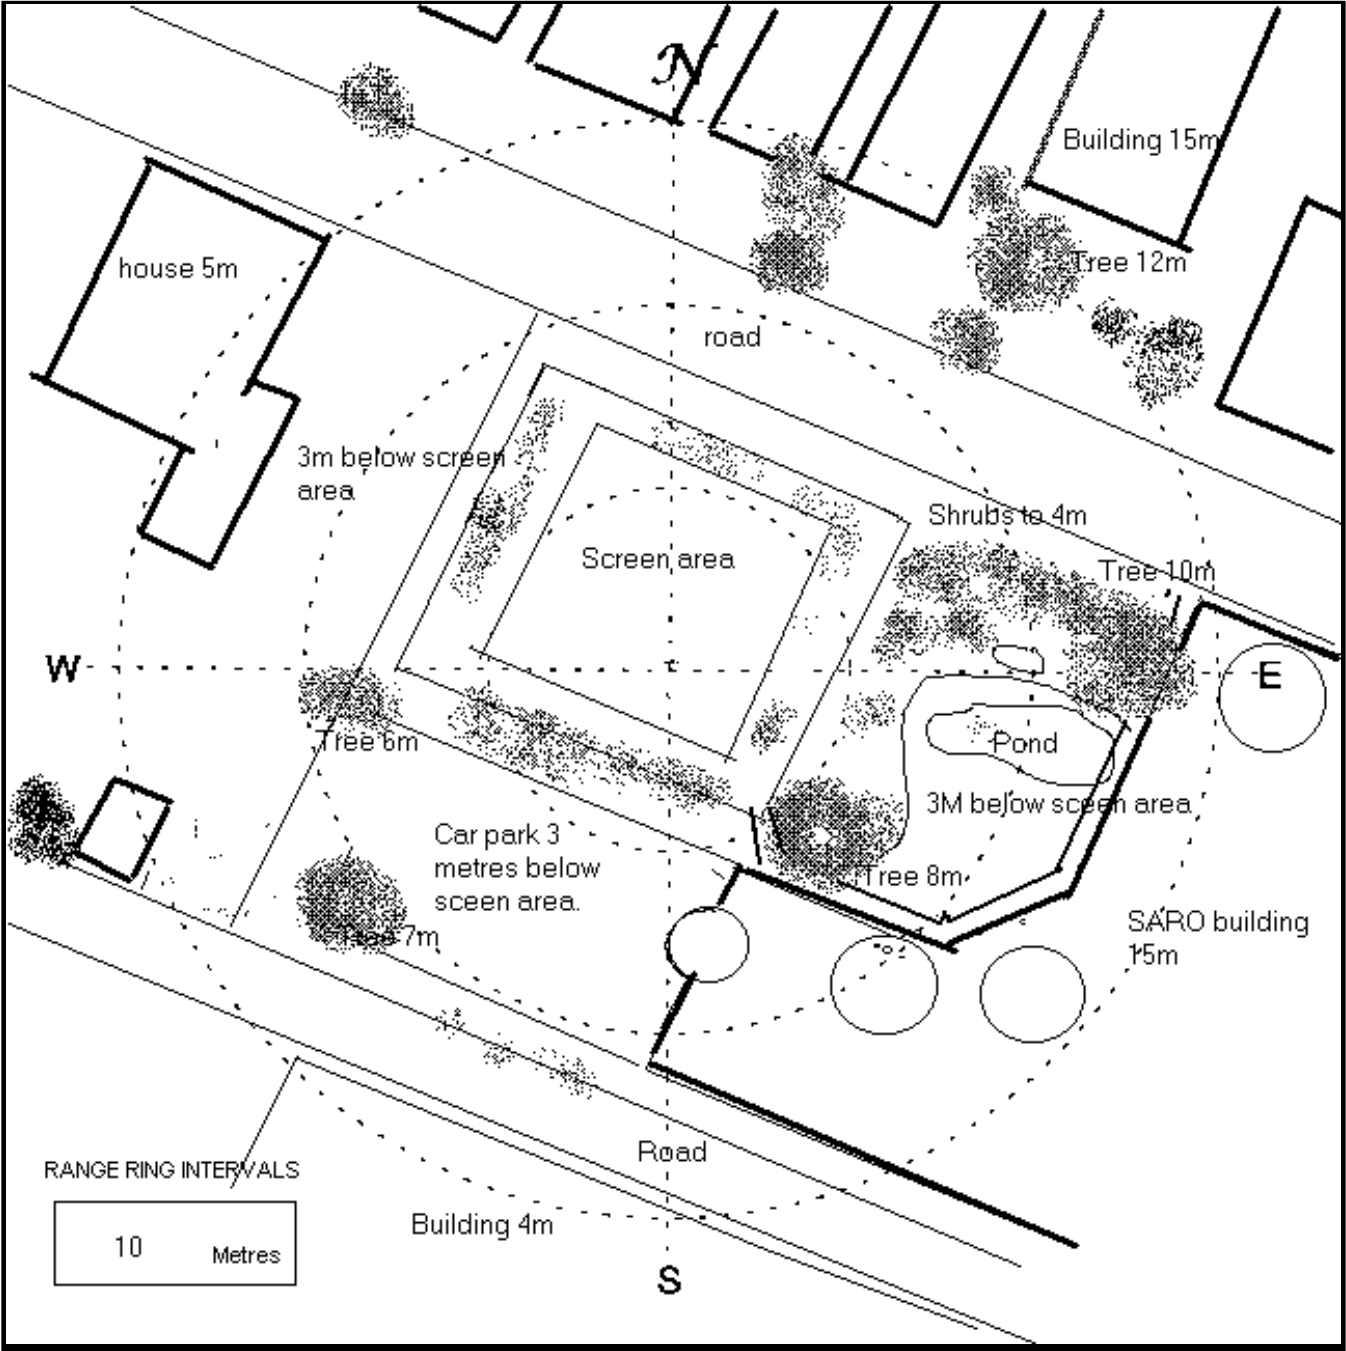 N
Building 15m
house 5m
Tree 12m
road
3m below screen
area
Shrubs to 4m
Screen area
Tree 10m
W
E
Tree 6m
Pond
3M below sceen area
Car park 3
metres below
sceen area.
Tree 8m
Tree 7m
SARO building
15m
Road
RANGE RING INTERVALS
10 Metres
Building 4m
S